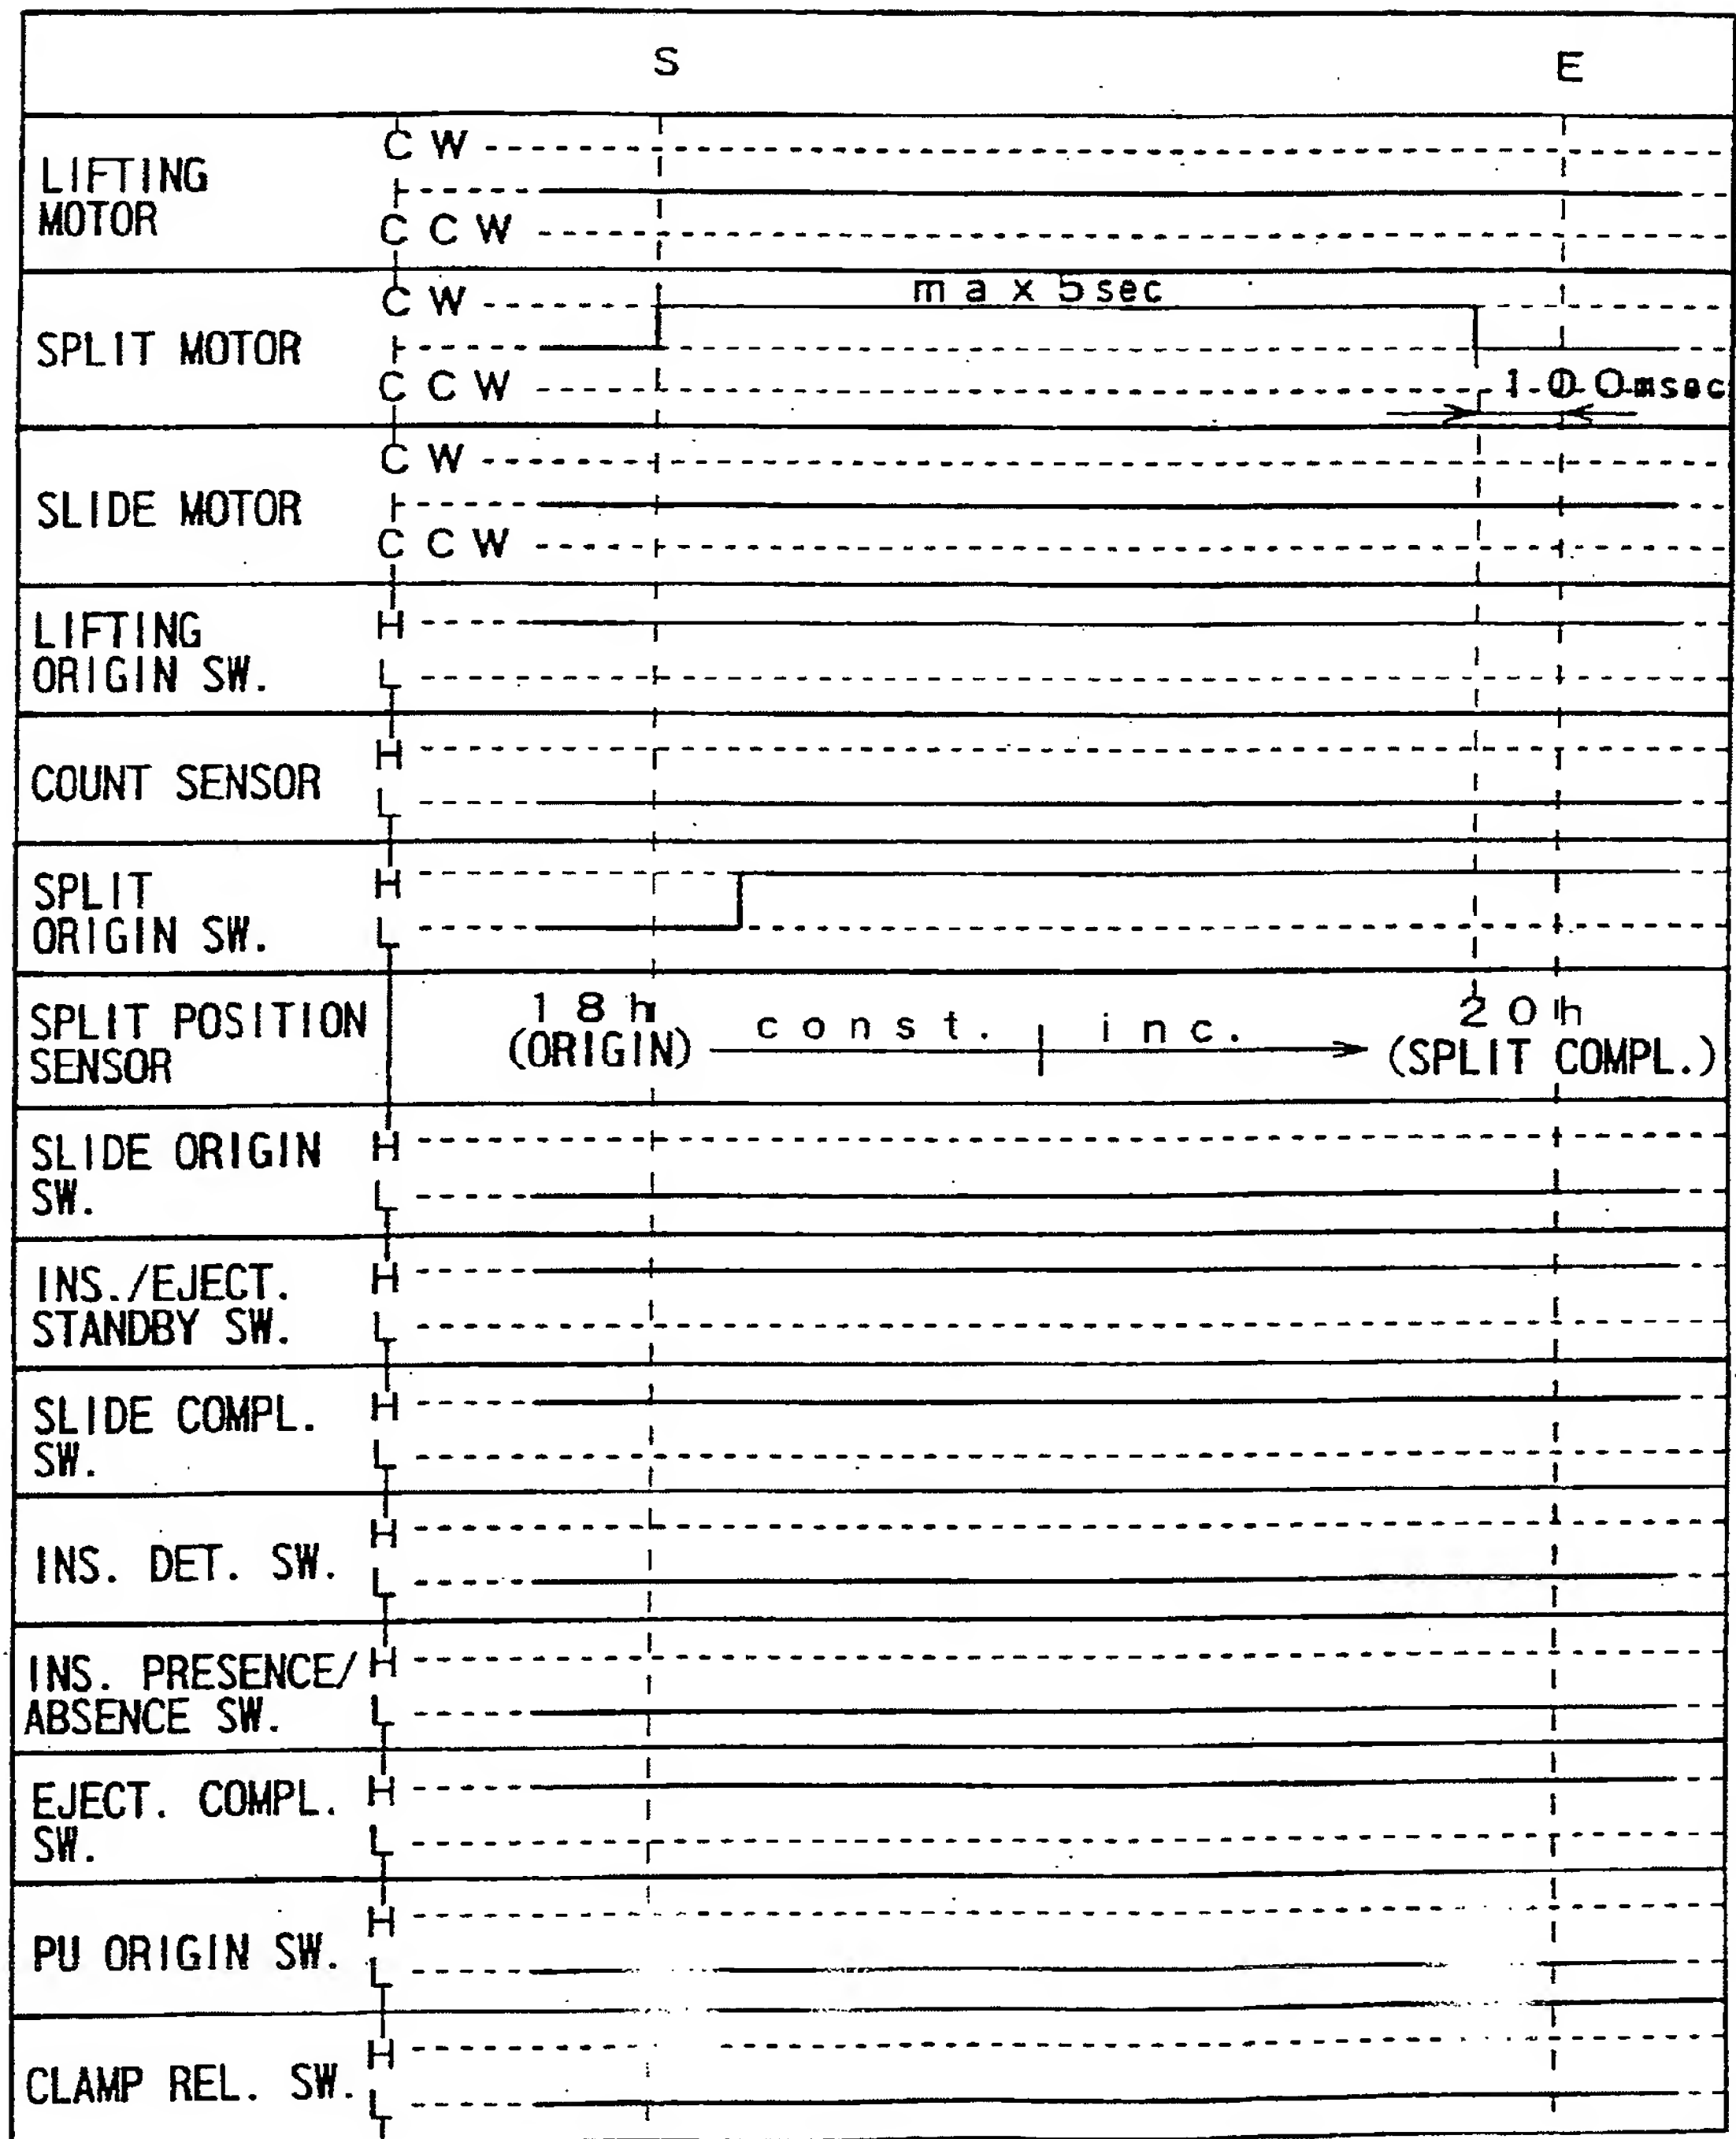 S E
LIFTING
MOTOR
CW
CCW
SPLIT MOTOR
CW
CCW
max 5sec
100msec
SLIDE MOTOR
CW
CCW
LIFTING
ORIGIN SW.
H
L
COUNT SENSOR
H
L
SPLIT
ORIGIN SW.
H
L
SPLIT POSITION
SENSOR
18h
(ORIGIN)
const. inc.
20h
(SPLIT COMPL.)
SLIDE ORIGIN
SW.
H
L
INS./EJECT.
STANDBY SW.
H
L
SLIDE COMPL.
SW.
H
L
INS. DET. SW.
H
L
INS. PRESENCE/
ABSENCE SW.
H
L
EJECT. COMPL.
SW.
H
L
PU ORIGIN SW.
H
L
CLAMP REL. SW.
H
L